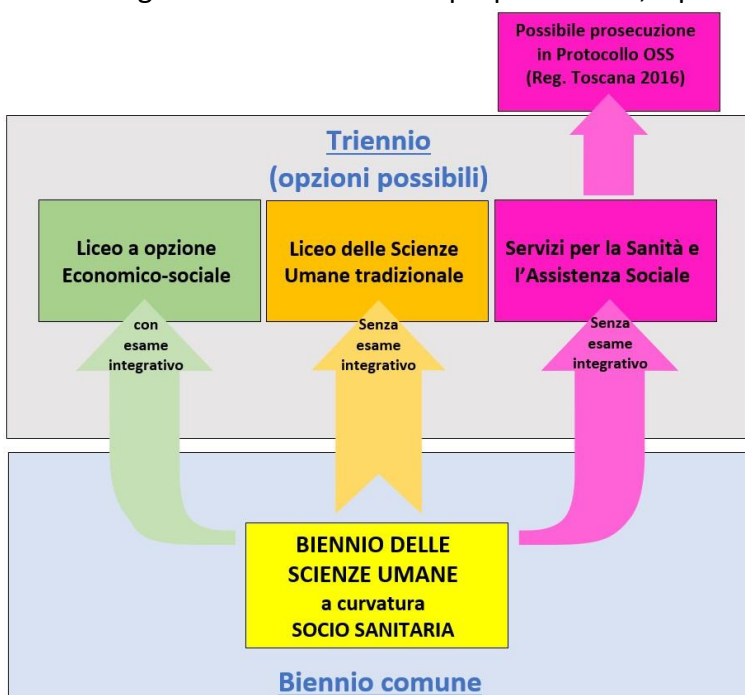 Possibile prosecuzione
in Protocollo OSS
(Reg. Toscana 2016)
Triennio
(opzioni possibili)
Liceo a opzione
Economico-sociale
Liceo delle Scienze
Umane tradizionale
Servizi per la Sanità e
l'Assistenza Sociale
con
esame
integrativo
Senza
esame
integrativo
Senza
esame
integrativo
BIENNIO DELLE
SCIENZE UMANE
a curvatura
SOCIO SANITARIA
Biennio comune